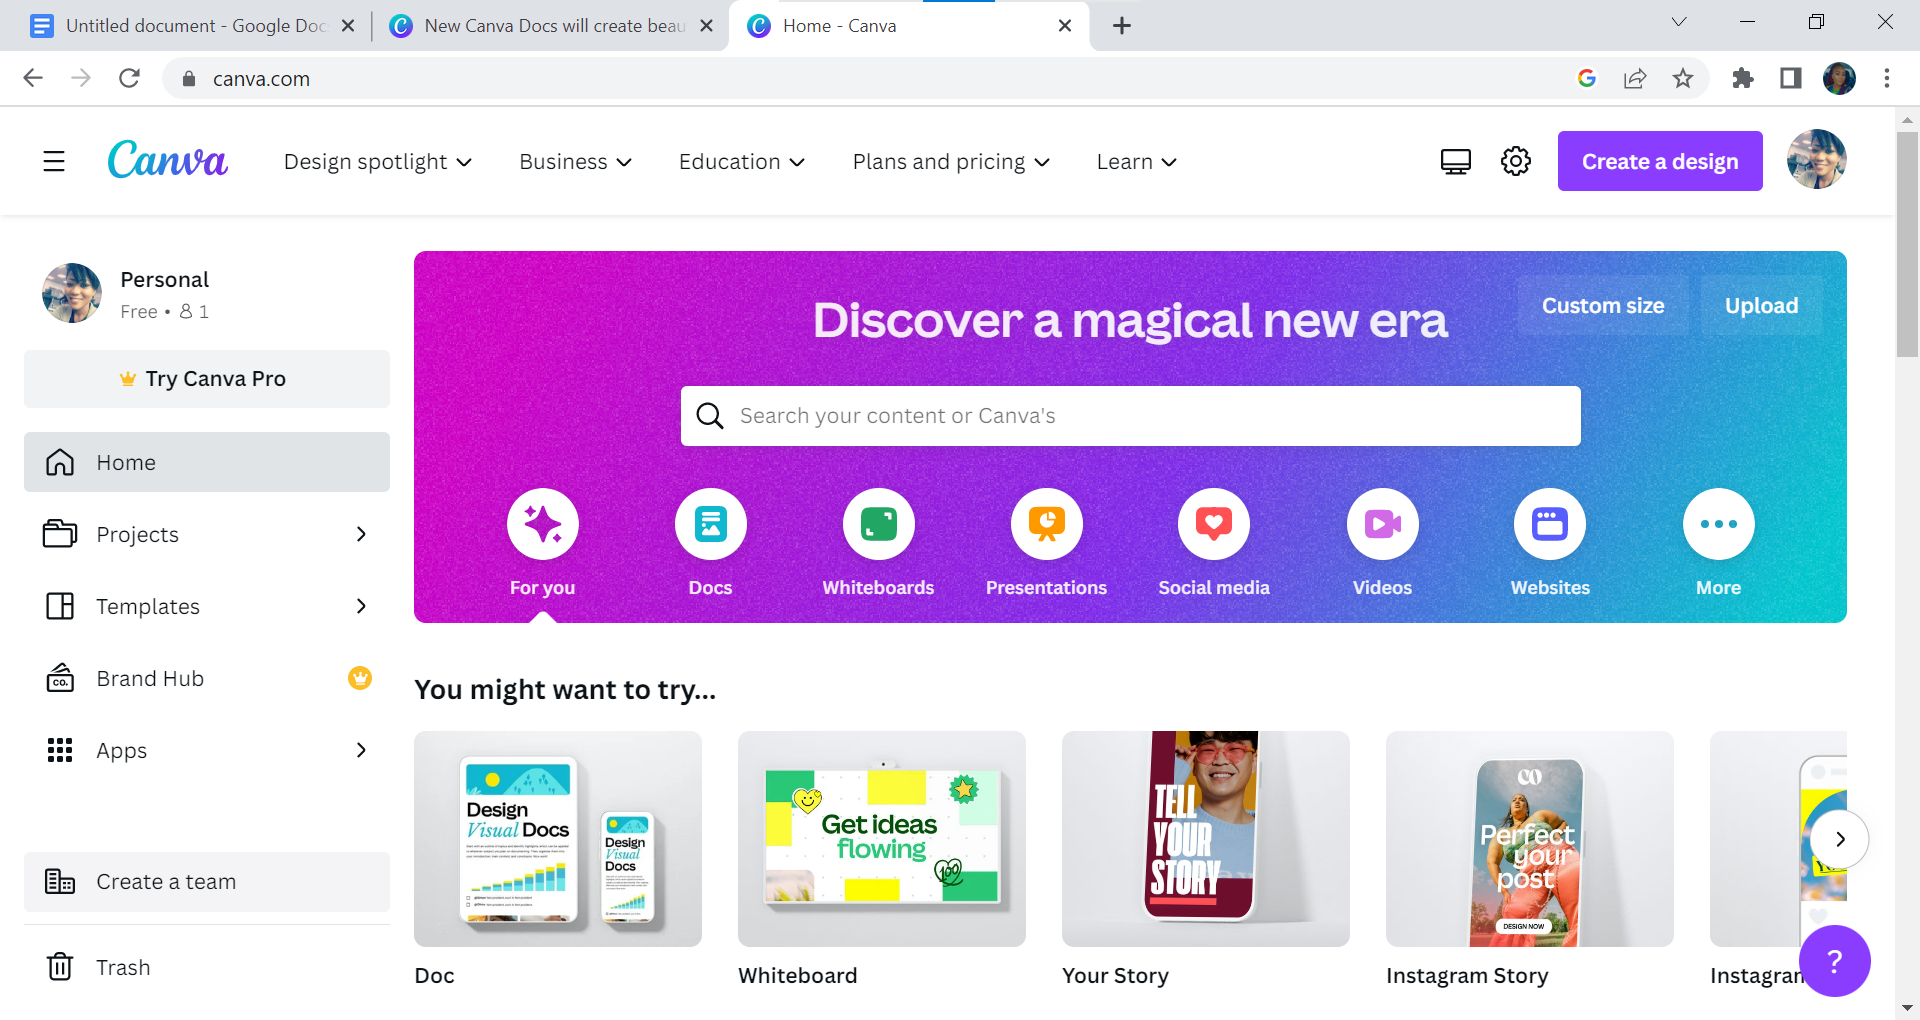 Untitled document - Google Doc
New Canva Docs will create beau
Home - Canva
canva.com
Canva
Design spotlight
Business
Education
Plans and pricing
Learn
Create a design
Personal
Free • 1
Try Canva Pro
Home
Projects
Templates
Brand Hub
CO.
Apps
Create a team
Trash
Discover a magical new era
Custom size
Upload
Search your content or Canva's
For you
Docs
Whiteboards
Presentations
Social media
Videos
Websites
More
You might want to try...
Design
Visual Docs
Design
Visual
Docs
Get ideas
flowing
100
TELL
YOUR
STORY
CO
Perfect
your
post
DESIGN NOW
Doc
Whiteboard
Your Story
Instagram Story
Instagram
?